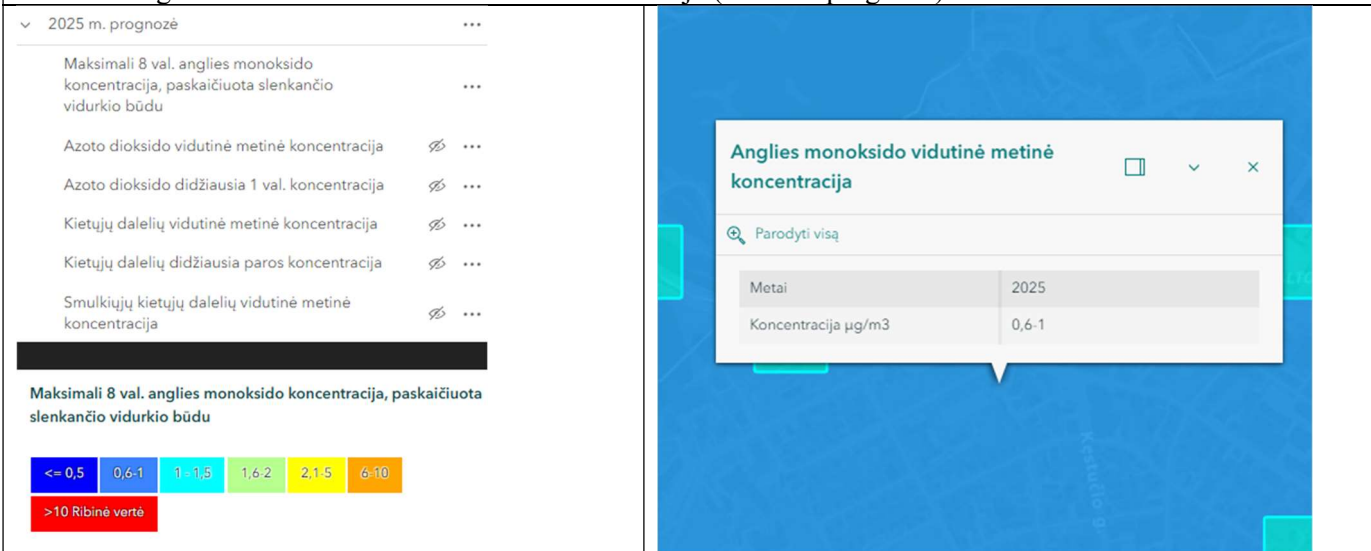 2025 m. prognozė
Maksimali 8 val. anglies monoksido
koncentracija, paskaičiuota slenkančio
vidurkio būdu
Azoto dioksido vidutinė metinė koncentracija
Azoto dioksido didžiausia 1 val. koncentracija
Kietųjų dalelių vidutinė metinė koncentracija
Kietųjų dalelių didžiausia paros koncentracija
Smulkiųjų kietųjų dalelių vidutinė metinė
koncentracija
Maksimali 8 val. anglies monoksido koncentracija, paskaičiuota
slenkančio vidurkio būdu
<= 0,5 0,6-1 1 - 1,5 1,6-2 2,1-5 6-10
>10 Ribinė vertė
Anglies monoksido vidutinė metinė
koncentracija
Parodyti visą
Metai 2025
Koncentracija µg/m3 0,6-1
Kęstučio g.